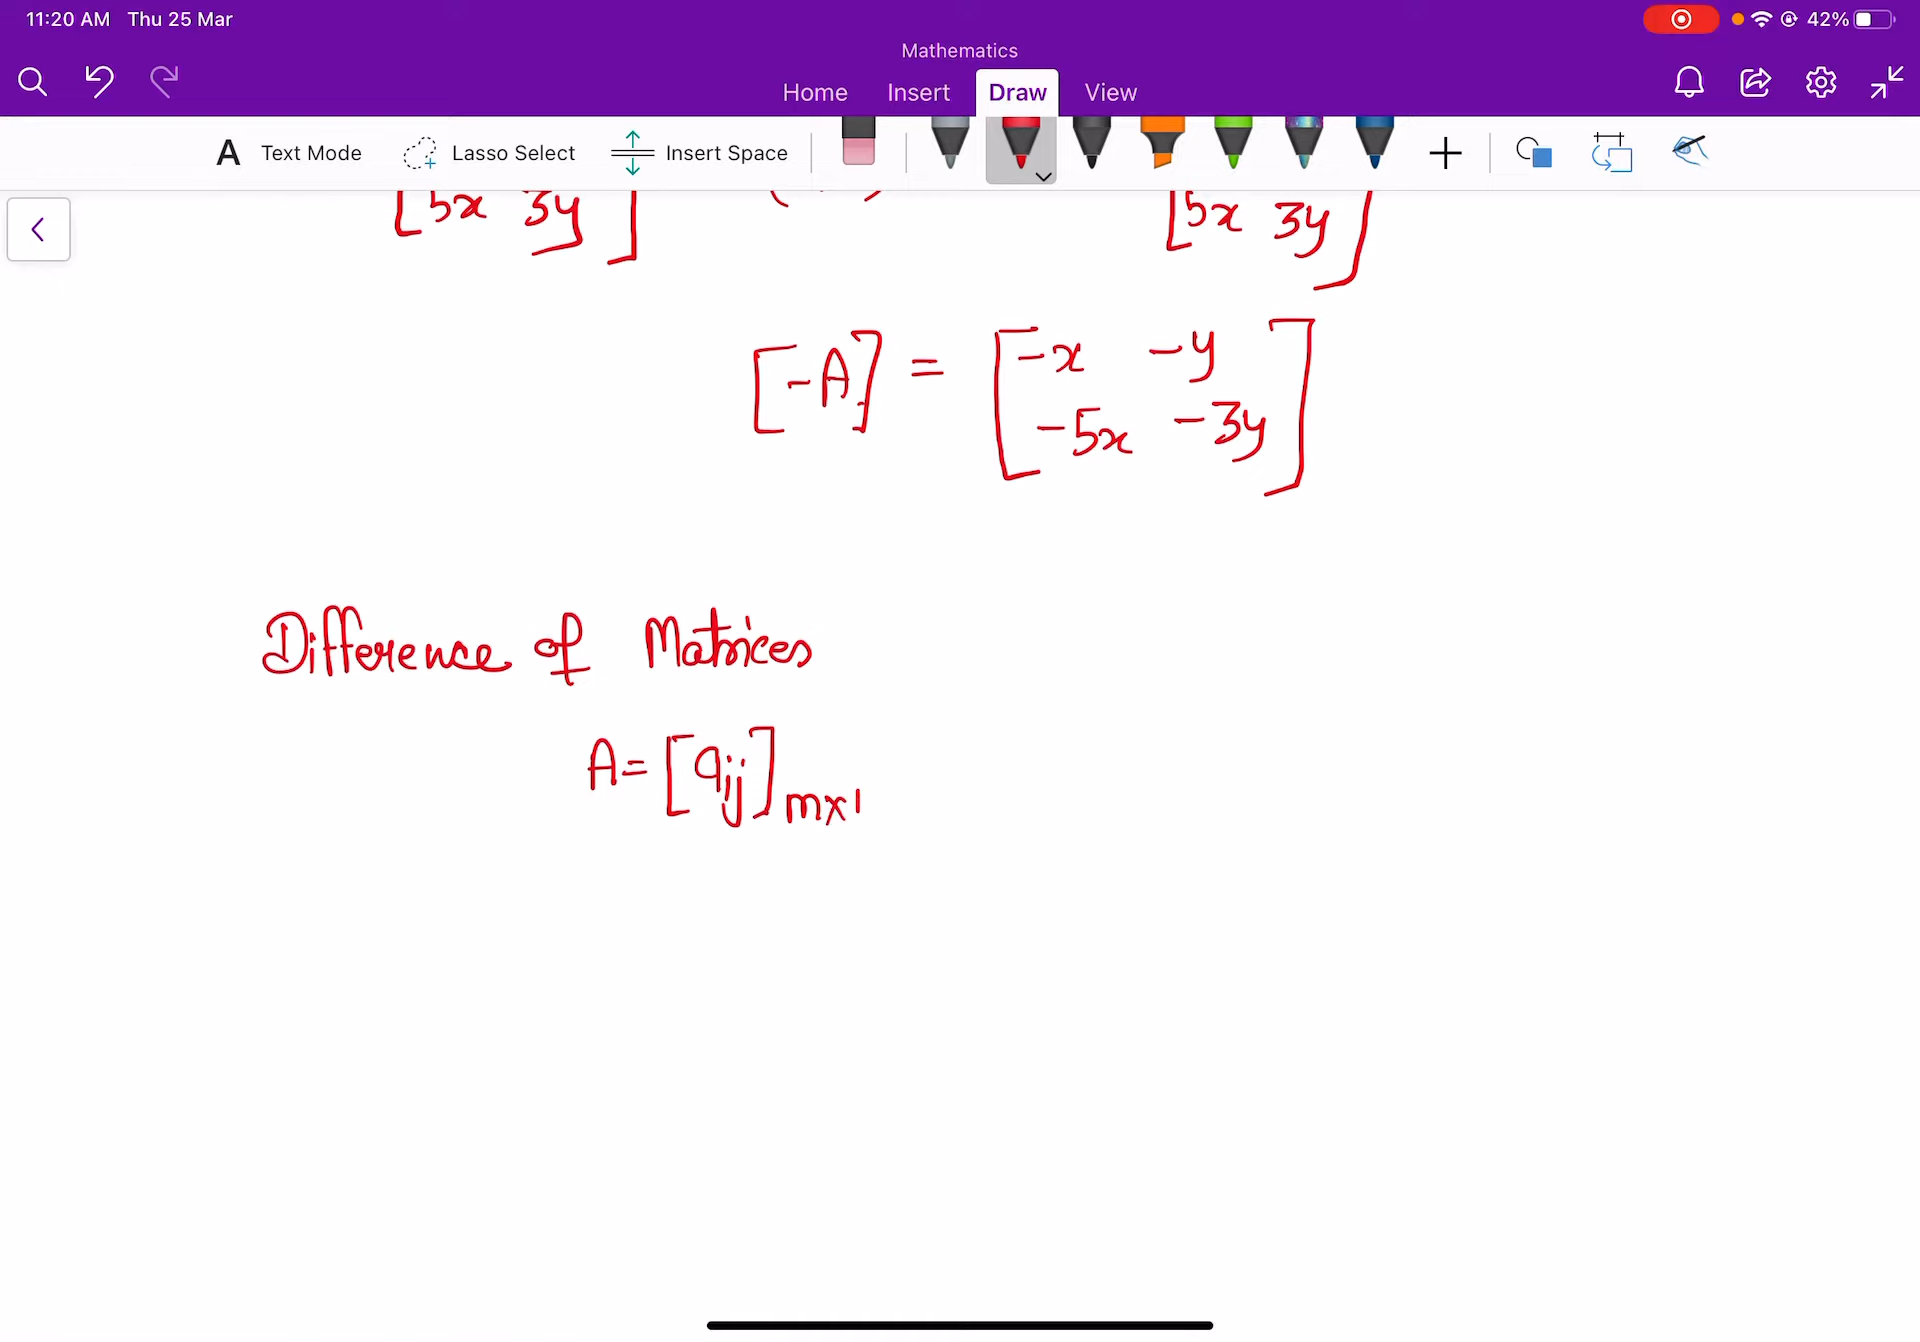 11:20 AM Thu 25 Mar
42%
Mathematics
Home Insert Draw View
A Text Mode Lasso Select Insert Space
[5x 3y] [5x 3y]
[-A] = [-x -y
-5x -3y]
Difference of Matrices
A = [aij]m×1